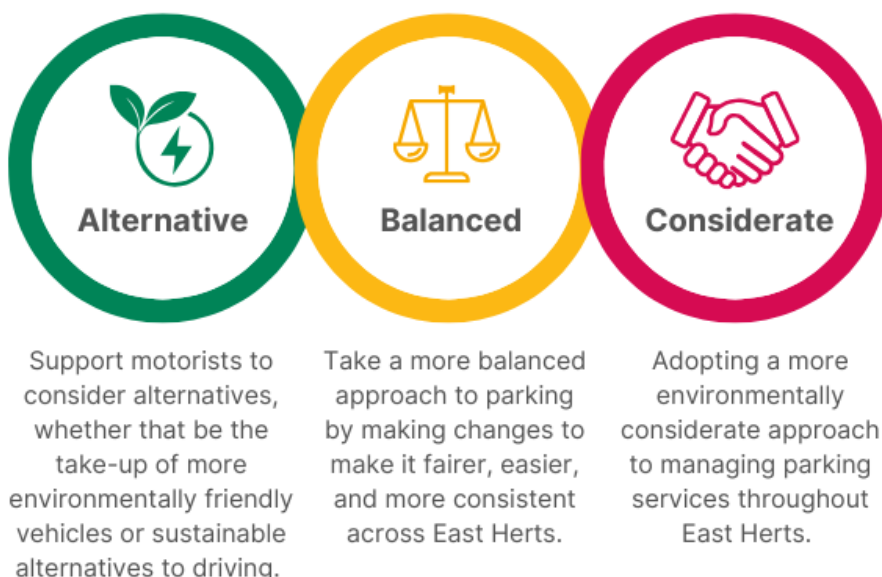 Alternative
Support motorists to
consider alternatives,
whether that be the
take-up of more
environmentally friendly
vehicles or sustainable
alternatives to driving.
Balanced
Take a more balanced
approach to parking
by making changes to
make it fairer, easier,
and more consistent
across East Herts.
Considerate
Adopting a more
environmentally
considerate approach
to managing parking
services throughout
East Herts.